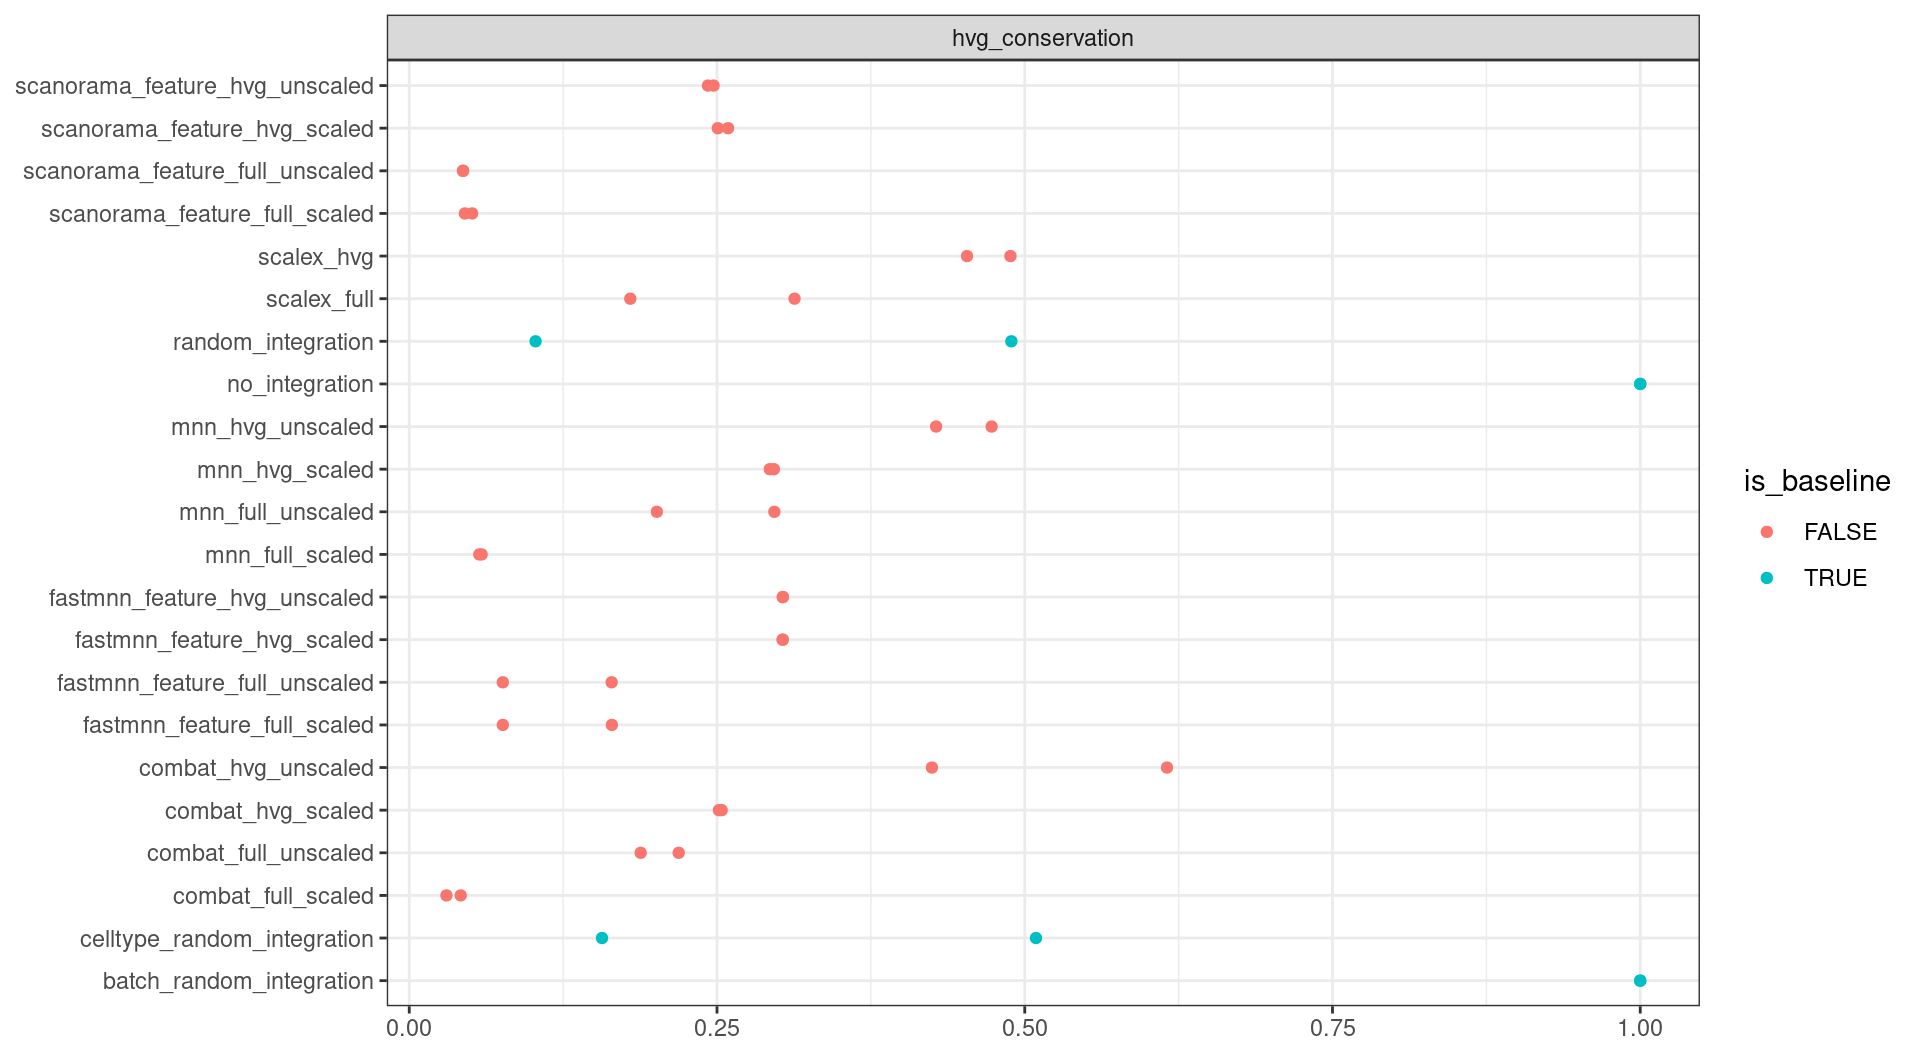 hvg_conservation
scanorama_feature_hvg_unscaled
scanorama_feature_hvg_scaled
scanorama_feature_full_unscaled
scanorama_feature_full_scaled
scalex_hvg
scalex_full
random_integration
no_integration
mnn_hvg_unscaled
mnn_hvg_scaled
mnn_full_unscaled
mnn_full_scaled
fastmnn_feature_hvg_unscaled
fastmnn_feature_hvg_scaled
fastmnn_feature_full_unscaled
fastmnn_feature_full_scaled
combat_hvg_unscaled
combat_hvg_scaled
combat_full_unscaled
combat_full_scaled
celltype_random_integration
batch_random_integration
0.00 0.25 0.50 0.75 1.00
is_baseline
FALSE
TRUE